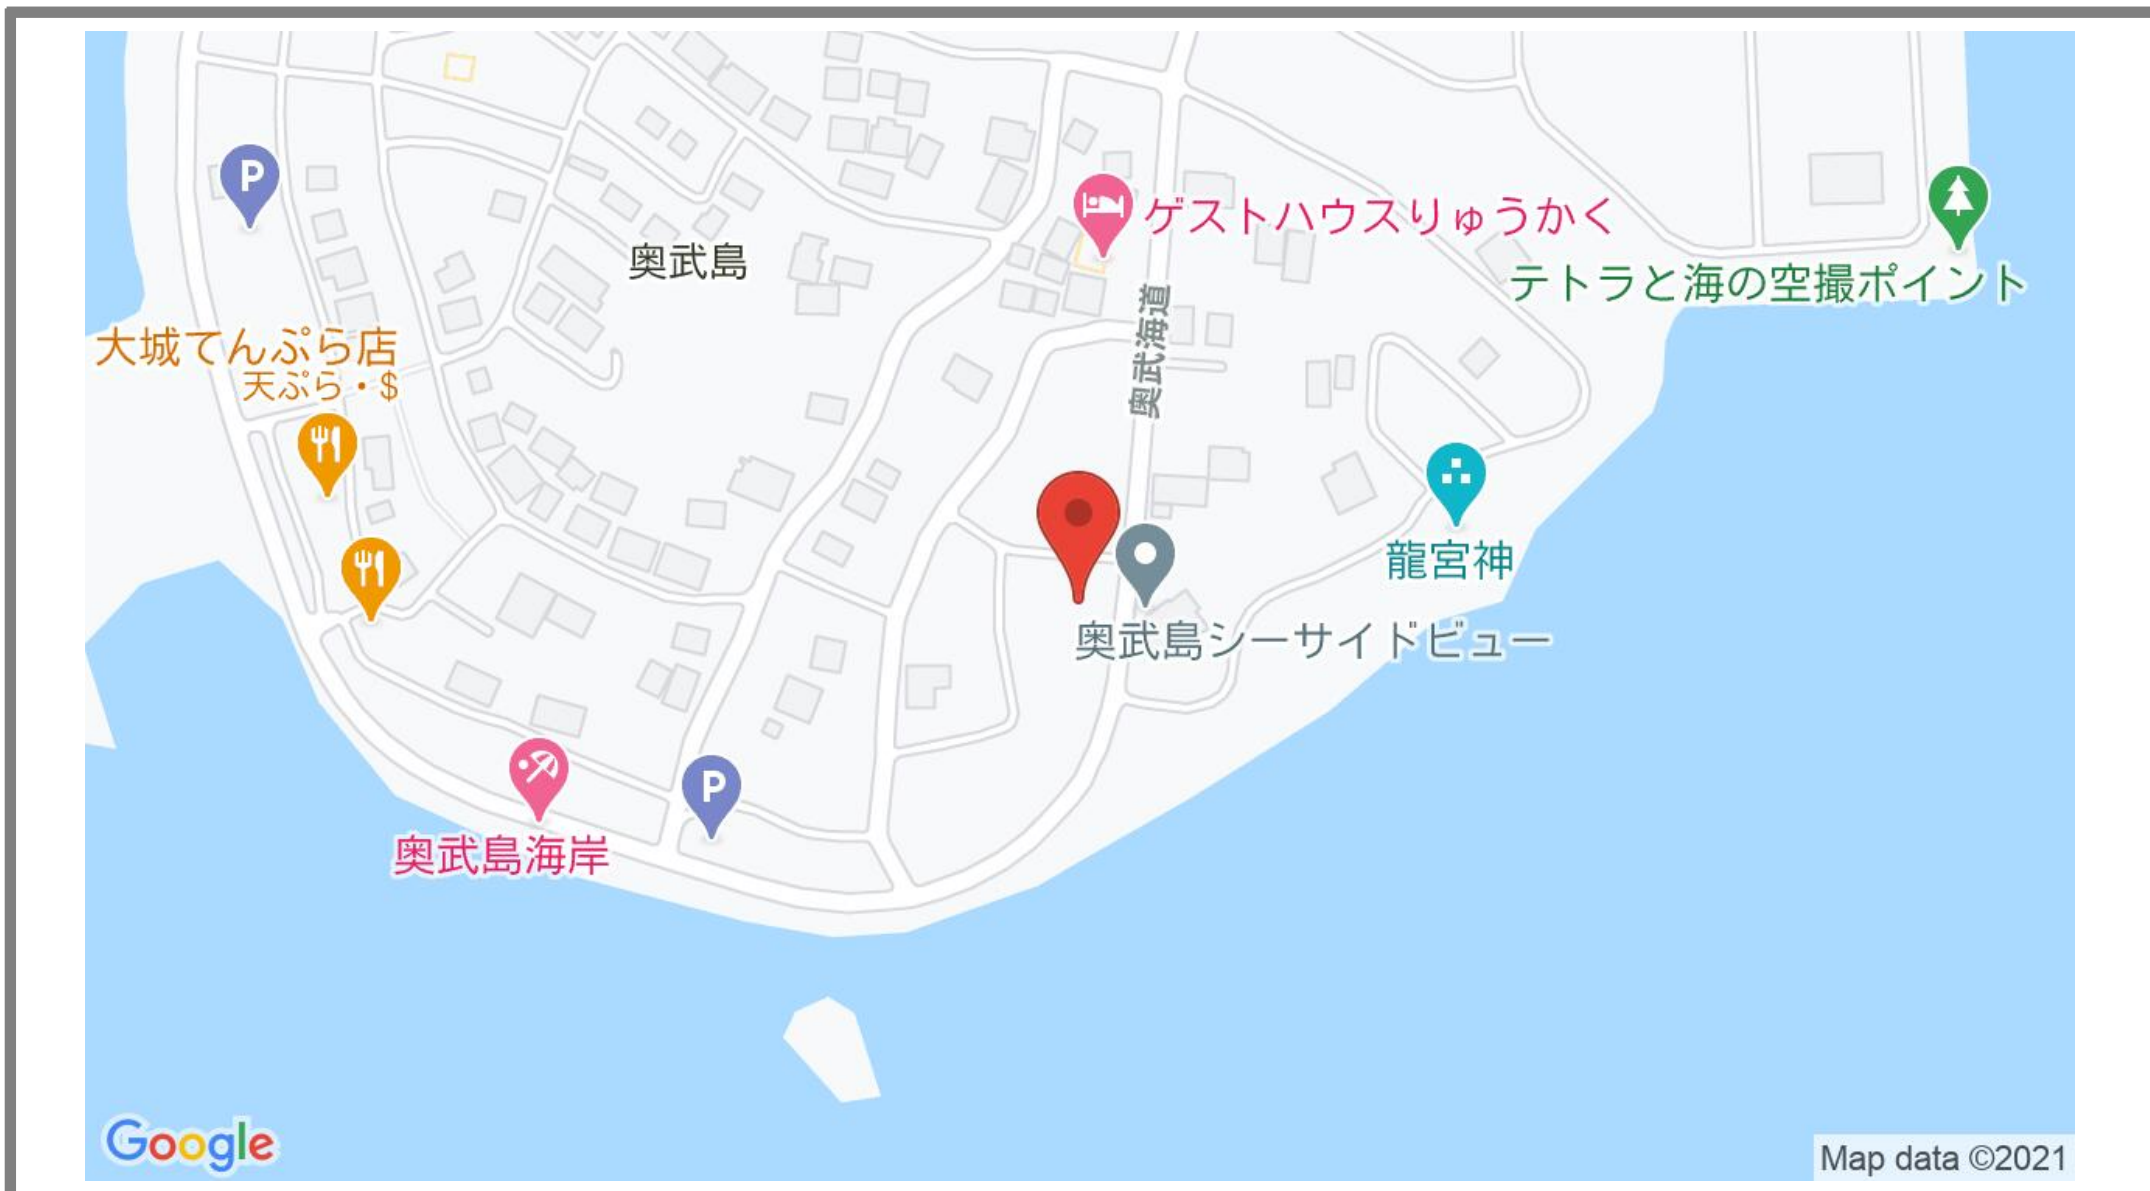 P
ゲストハウスりゅうかく
奥武島
テトラと海の空撮ポイント
奥武海道
大城てんぷら店
天ぷら・$
龍宮神
奥武島シーサイドビュー
P
奥武島海岸
Google
Map data ©2021